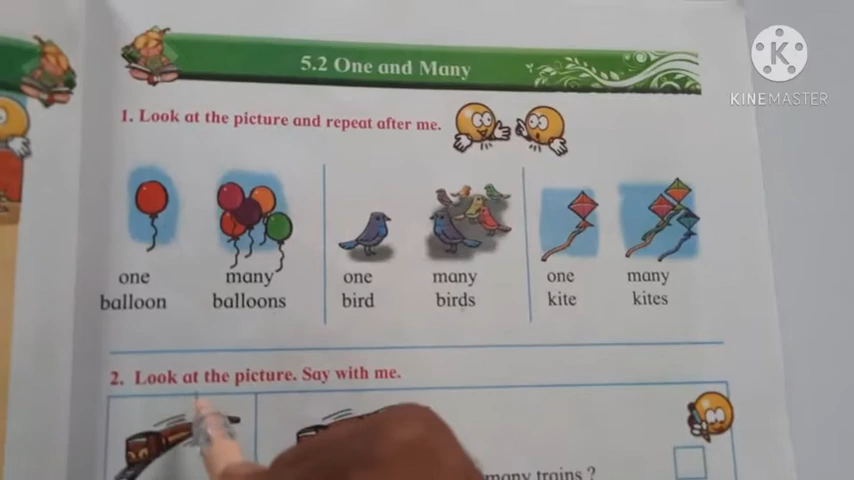 5.2 One and Many
KINEMASTER
1. Look at the picture and repeat after me.
one many one many one many
balloon balloons bird birds kite kites
2. Look at the picture. Say with me.
many trains ?